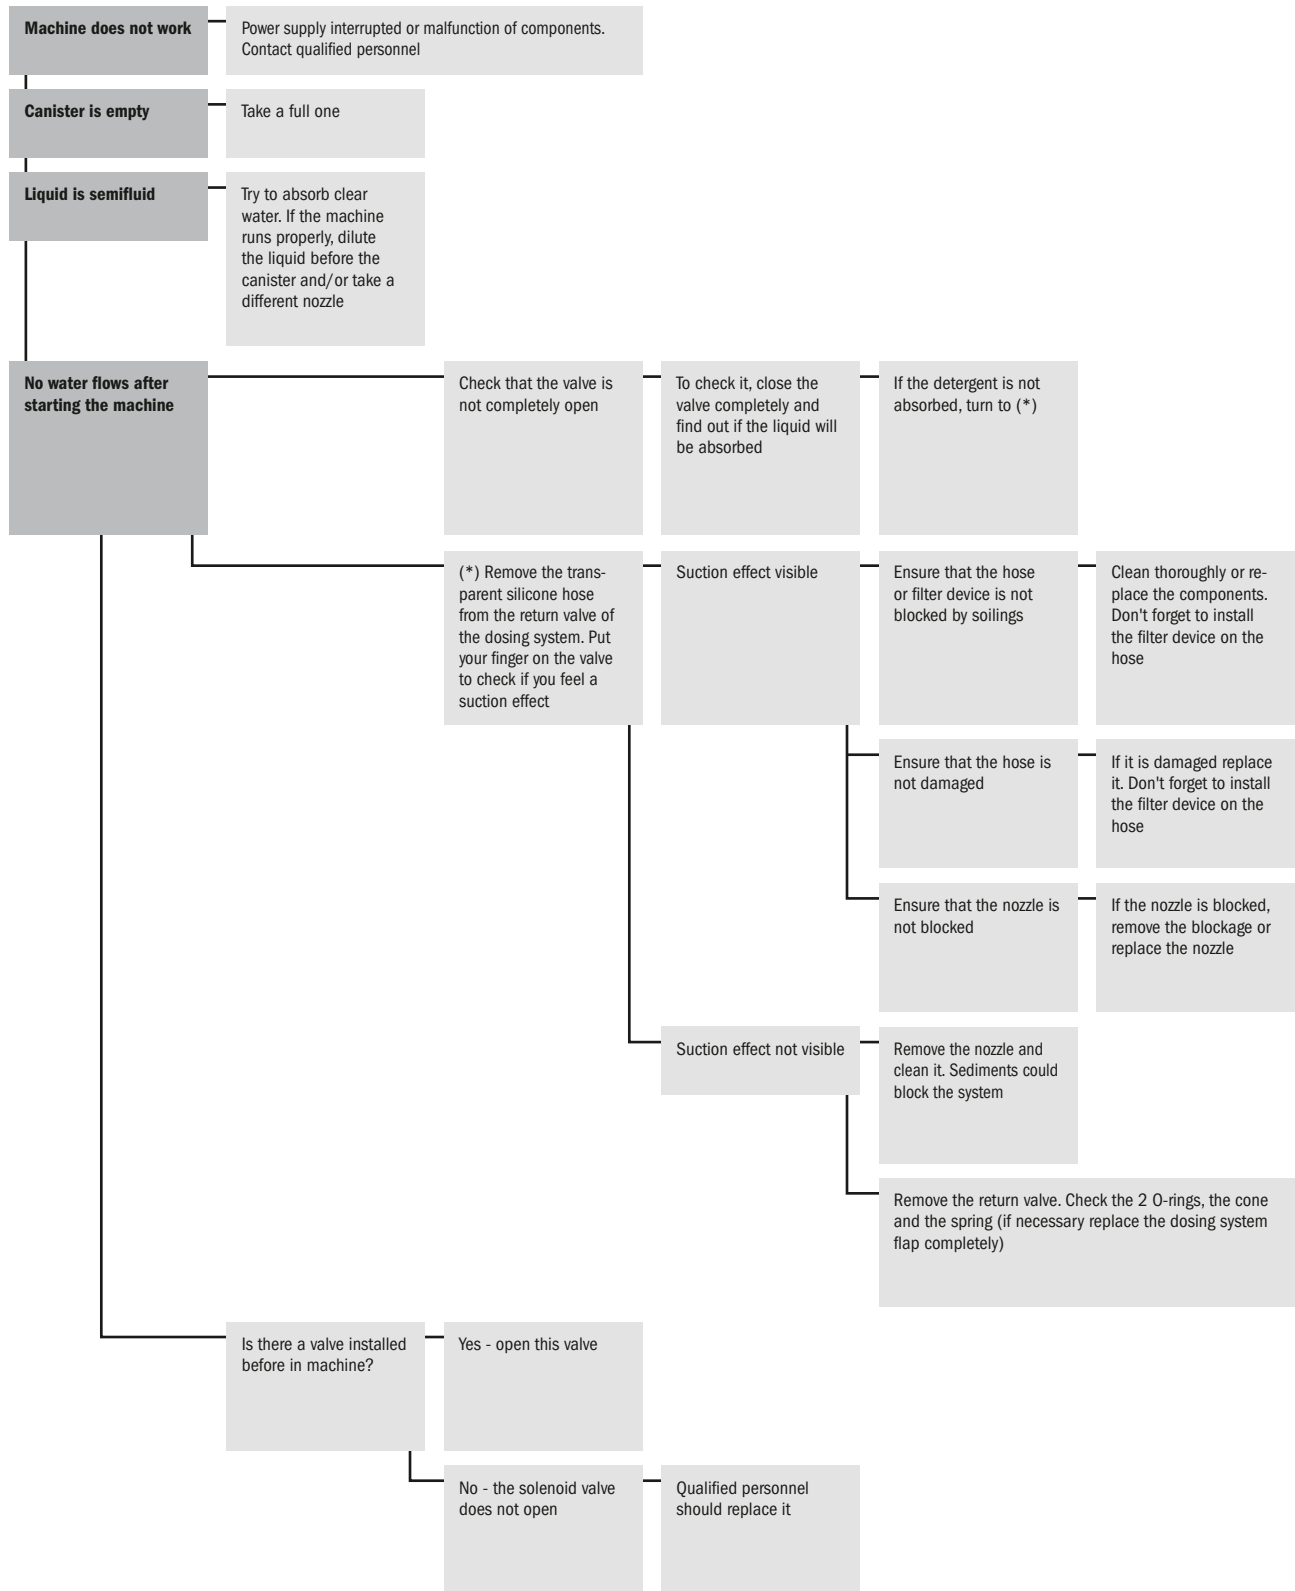 Machine does not work
Power supply interrupted or malfunction of components.
Contact qualified personnel
Canister is empty
Take a full one
Liquid is semifluid
Try to absorb clear
water. If the machine
runs properly, dilute
the liquid before the
canister and/or take a
different nozzle
No water flows after
starting the machine
Check that the valve is
not completely open
To check it, close the
valve completely and
find out if the liquid will
be absorbed
If the detergent is not
absorbed, turn to (*)
(*) Remove the trans-
parent silicone hose
from the return valve of
the dosing system. Put
your finger on the valve
to check if you feel a
suction effect
Suction effect visible
Ensure that the hose
or filter device is not
blocked by soilings
Clean thoroughly or re-
place the components.
Don't forget to install
the filter device on the
hose
Ensure that the hose is
not damaged
If it is damaged replace
it. Don't forget to install
the filter device on the
hose
Ensure that the nozzle is
not blocked
If the nozzle is blocked,
remove the blockage or
replace the nozzle
Suction effect not visible
Remove the nozzle and
clean it. Sediments could
block the system
Remove the return valve. Check the 2 O-rings, the cone
and the spring (if necessary replace the dosing system
flap completely)
Is there a valve installed
before in machine?
Yes - open this valve
No - the solenoid valve
does not open
Qualified personnel
should replace it